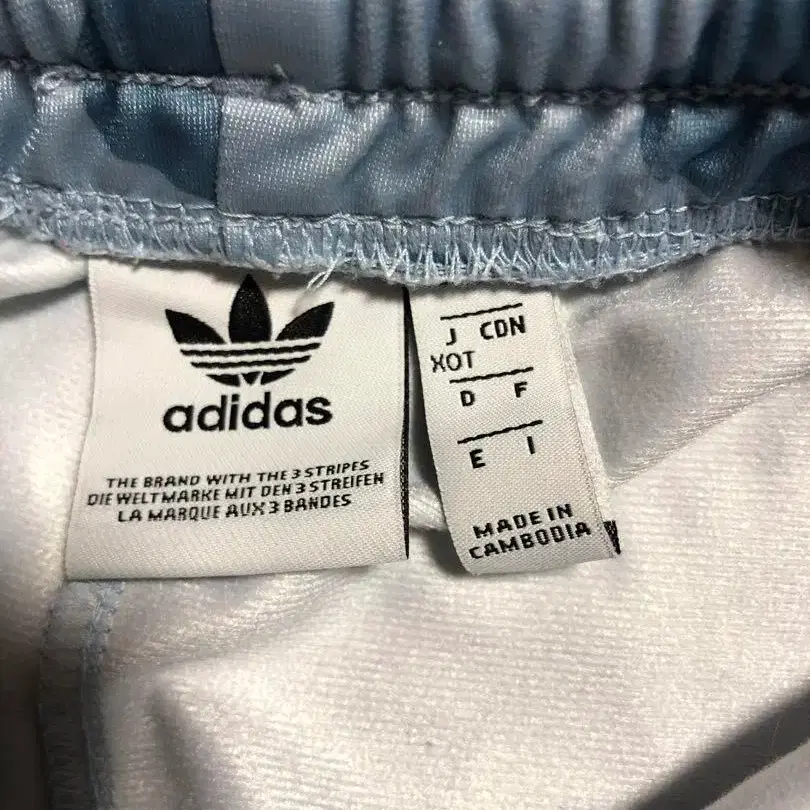 adidas
THE BRAND WITH THE 3 STRIPES
DIE WELTMARKE MIT DEN 3 STREIFEN
LA MARQUE AUX 3 BANDES
J CDN
XOT
D F
E I
MADE IN
CAMBODIA